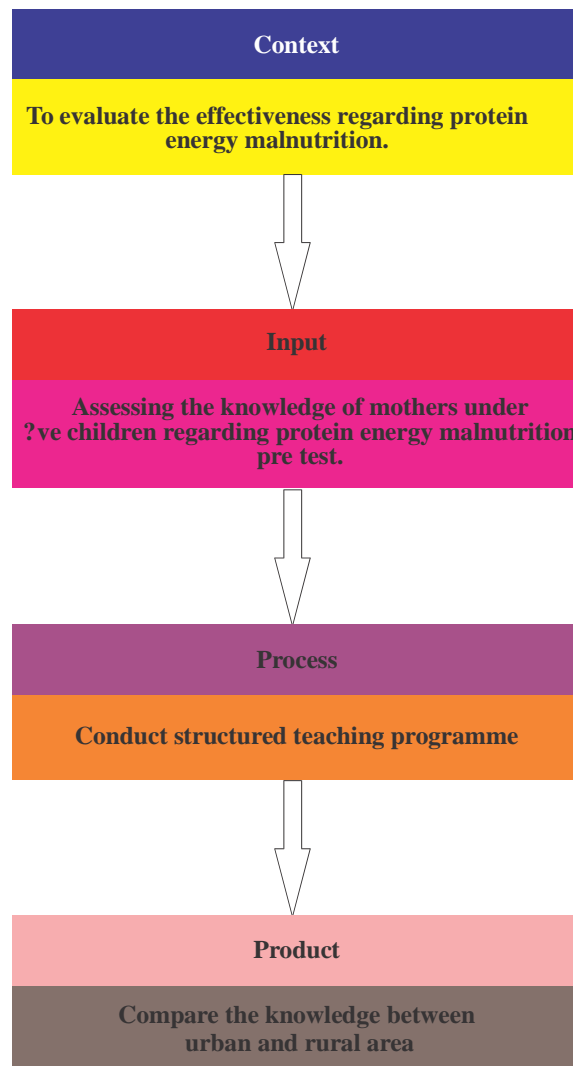 Context
To evaluate the effectiveness regarding protein
energy malnutrition.
Input
Assessing the knowledge of mothers under
?ve children regarding protein energy malnutrition
pre test.
Process
Conduct structured teaching programme
Product
Compare the knowledge between
urban and rural area